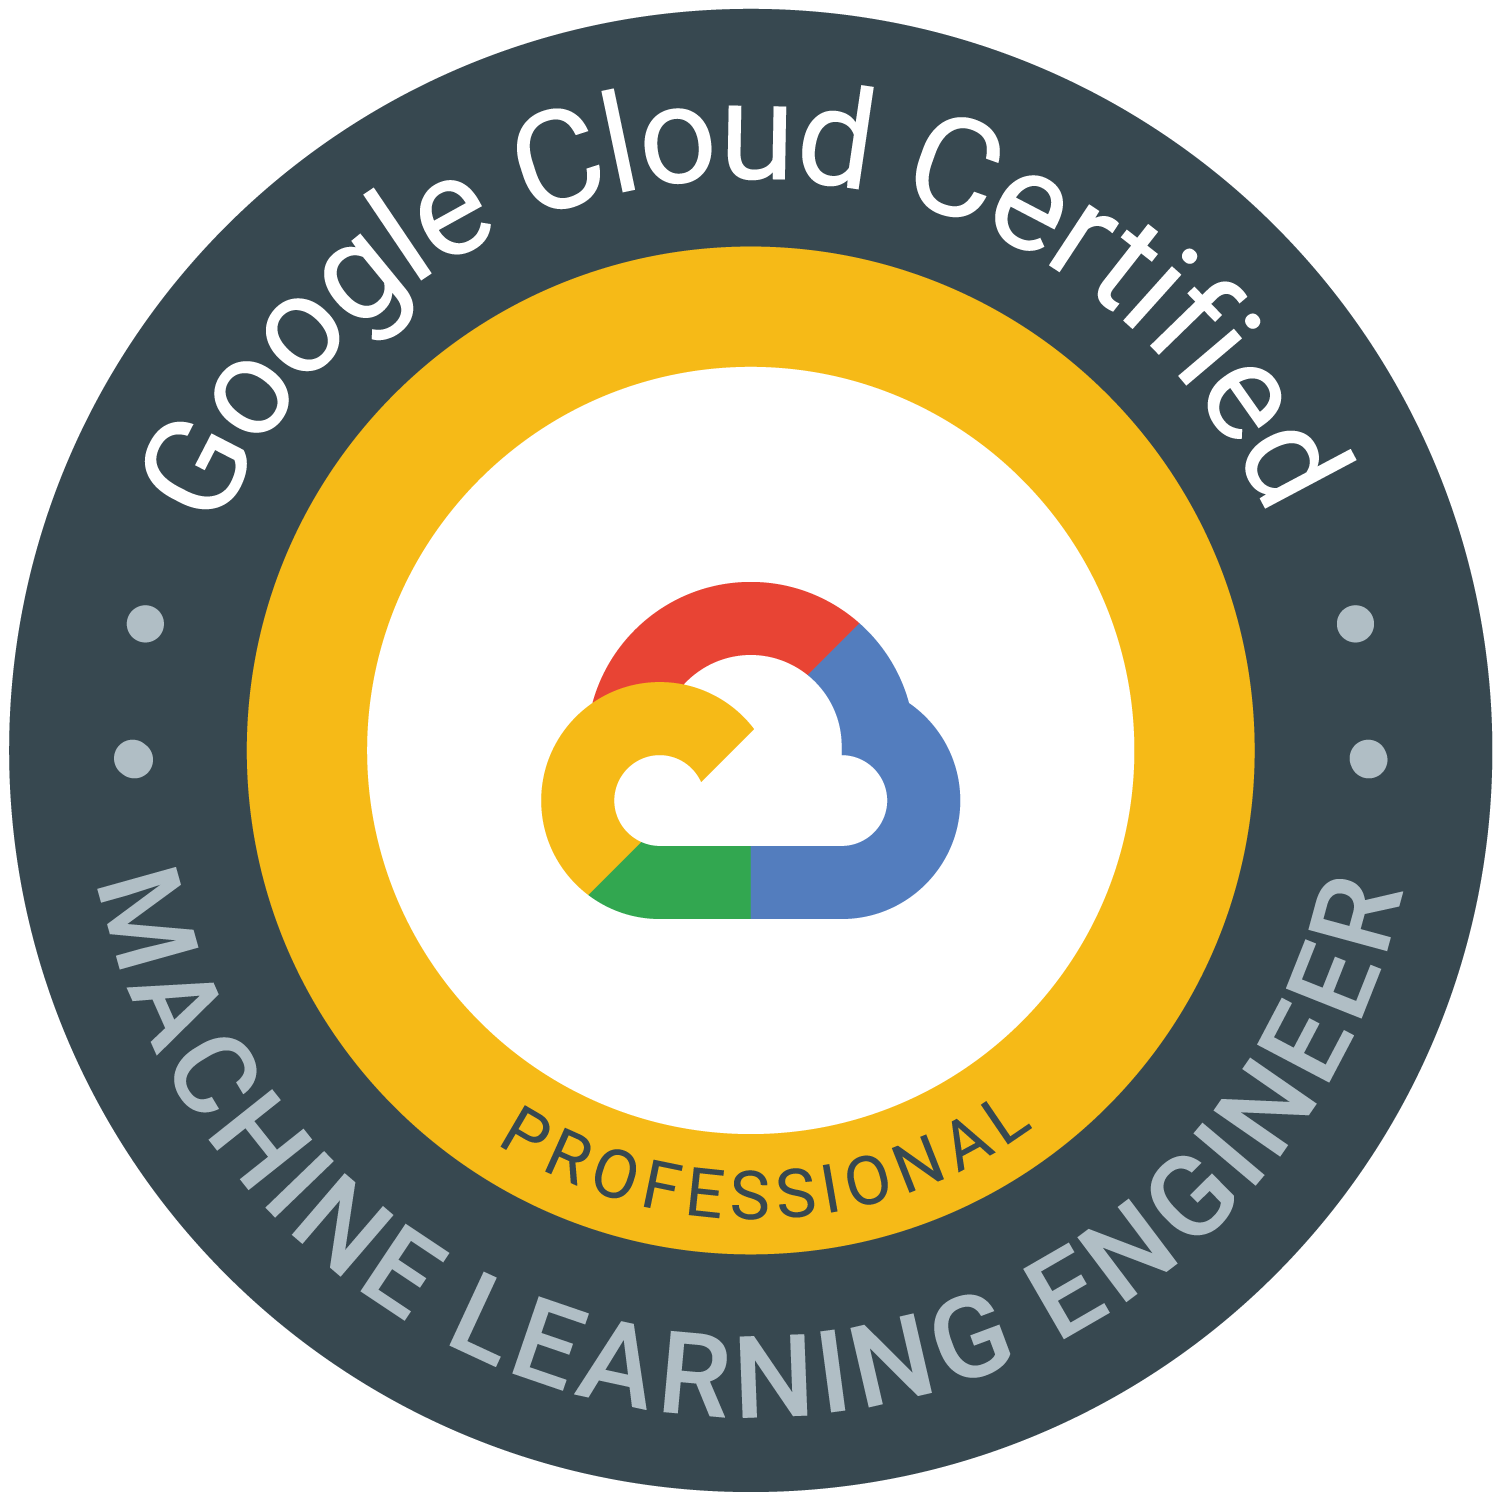 Google Cloud Certified
PROFESSIONAL
MACHINE LEARNING ENGINEER